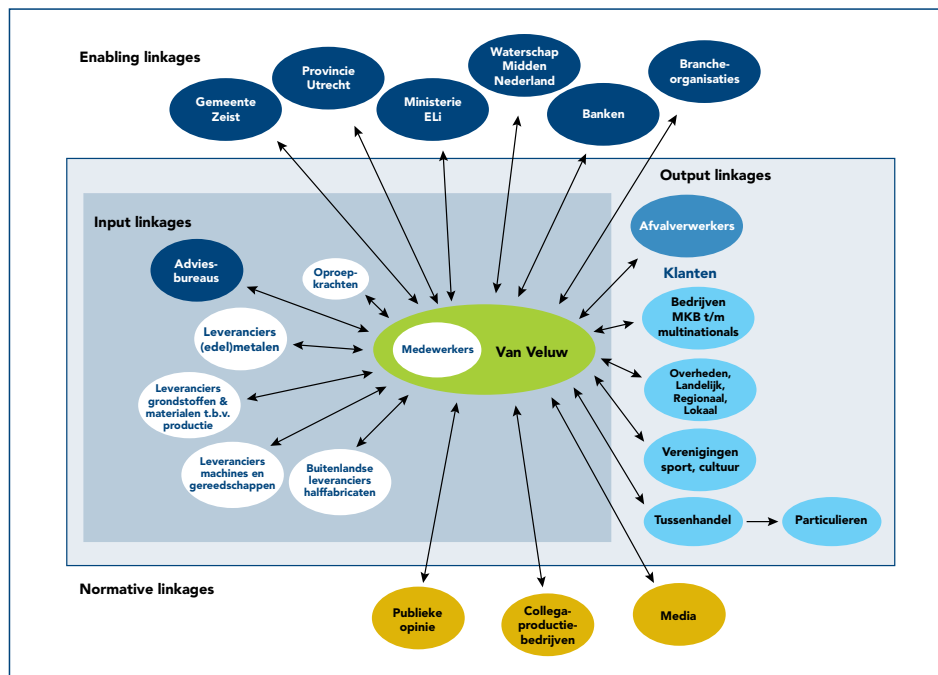 Enabling linkages
Gemeente
Zeist
Provincie
Utrecht
Ministerie
ELi
Waterschap
Midden
Nederland
Banken
Branche-
organisaties
Input linkages
Advies-
bureaus
Oproep-
krachten
Leveranciers
(edel)metalen
Leveranciers
grondstoffen &
materialen t.b.v.
productie
Leveranciers
machines en
gereedschappen
Buitenlandse
leveranciers
halffabricaten
Medewerkers
Van Veluw
Output linkages
Afvalverwerkers
Klanten
Bedrijven
MKB t/m
multinationals
Overheden,
Landelijk,
Regionaal,
Lokaal
Verenigingen
sport, cultuur
Tussenhandel
Particulieren
Normative linkages
Publieke
opinie
Collega-
productie-
bedrijven
Media